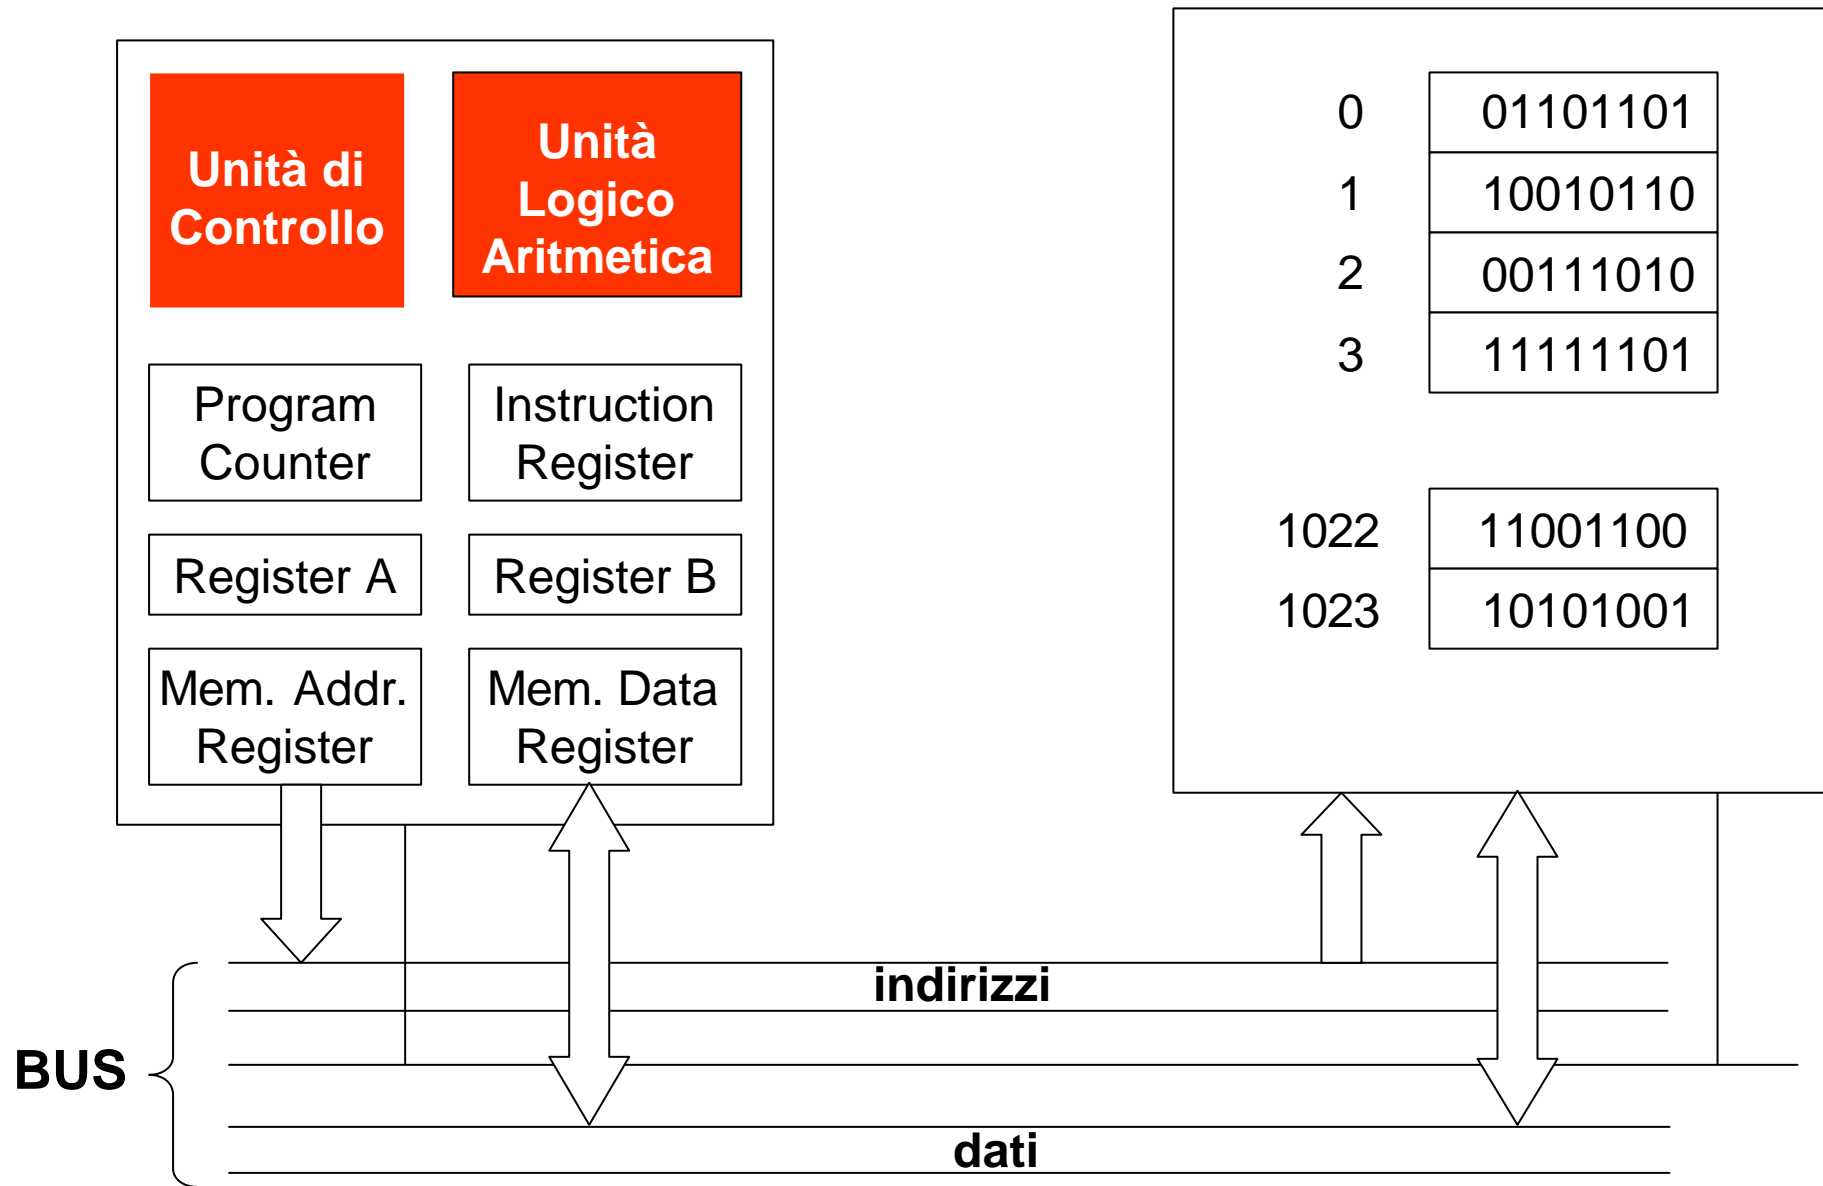 Unità di
Controllo
Unità
Logico
Aritmetica
Program
Counter
Instruction
Register
Register A
Register B
Mem. Addr.
Register
Mem. Data
Register
0 01101101
1 10010110
2 00111010
3 11111101
1022 11001100
1023 10101001
BUS
indirizzi
dati